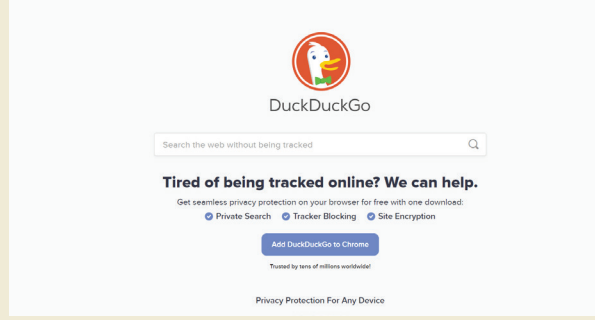 DuckDuckGo
Search the web without being tracked
Tired of being tracked online? We can help.
Get seamless privacy protection on your browser for free with one download:
Private Search Tracker Blocking Site Encryption
Add DuckDuckGo to Chrome
Trusted by tens of millions worldwide!
Privacy Protection For Any Device